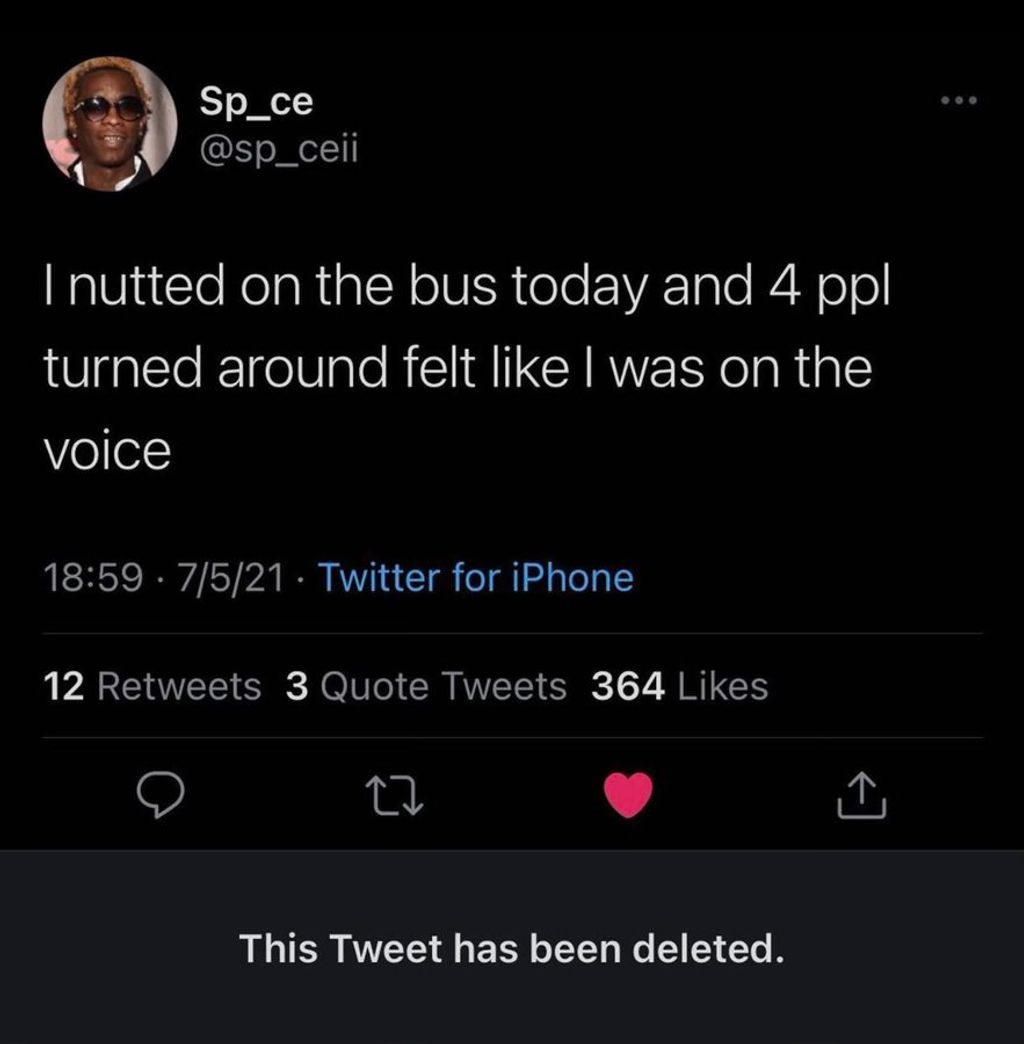 Sp_ce
@sp_ceii
I nutted on the bus today and 4 ppl
turned around felt like I was on the
voice
18:59 · 7/5/21 · Twitter for iPhone
12 Retweets 3 Quote Tweets 364 Likes
This Tweet has been deleted.